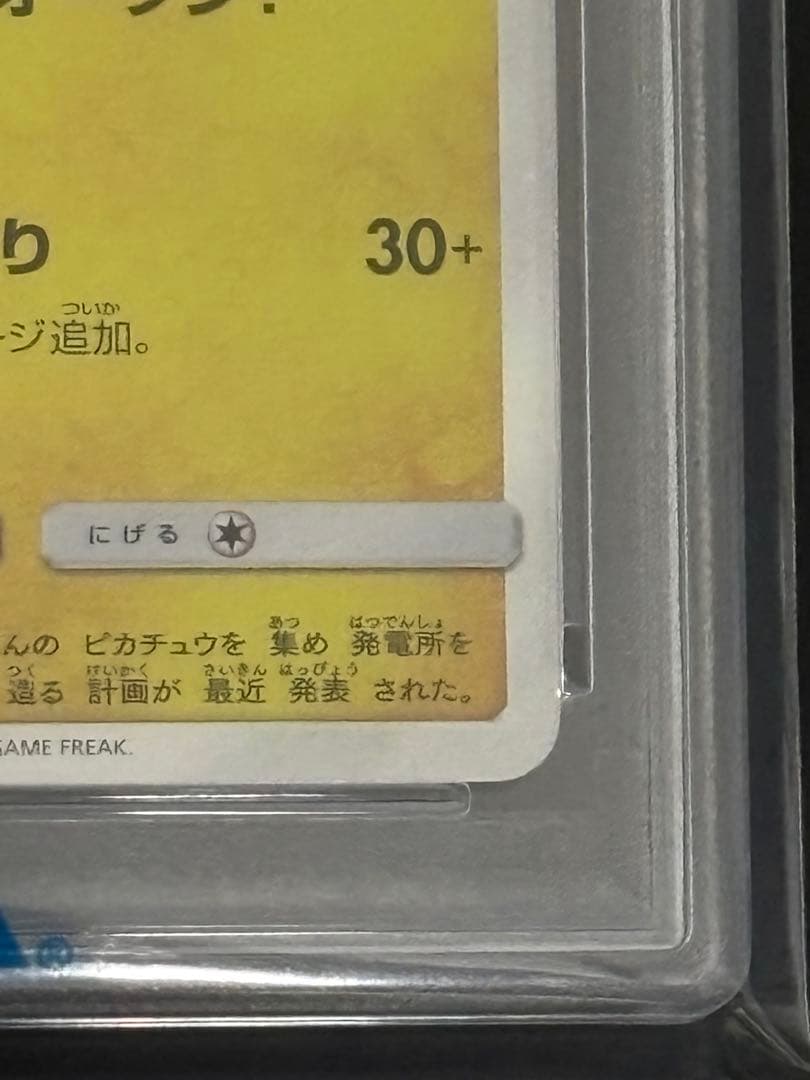 り 30+
ージ追加。
ついか
にげる
んの ピカチュウを 集め 発電所を
あつ はつでんしょ
造る 計画が 最近 発表 された。
つく けいかく さいきん はっぴょう
GAME FREAK.
®